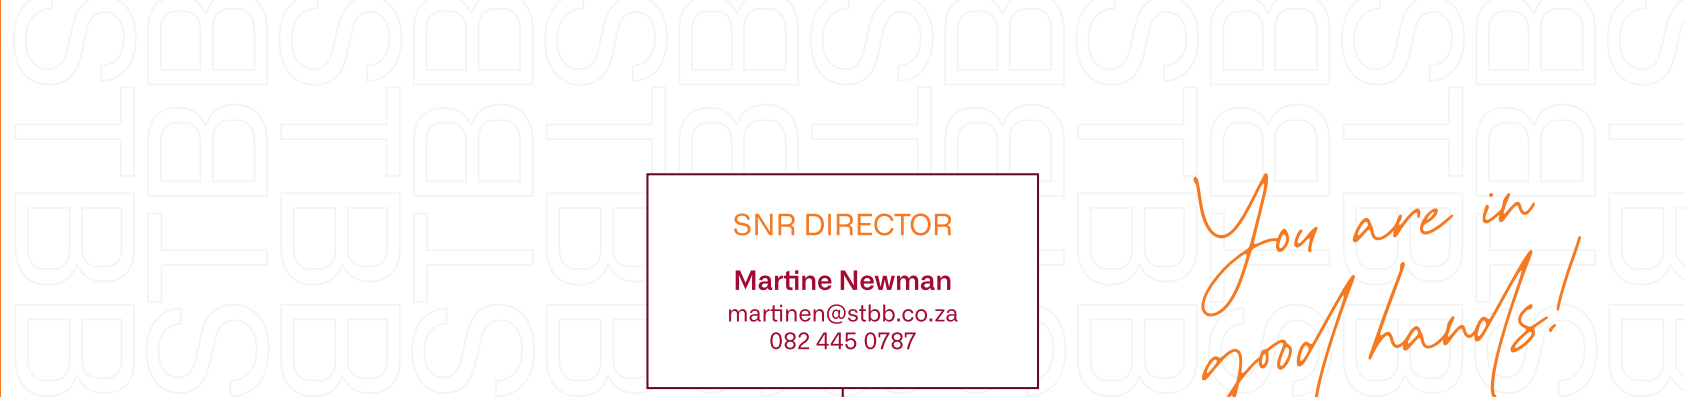 SNR DIRECTOR
Martine Newman
martinen@stbb.co.za
082 445 0787
You are in
good hands!